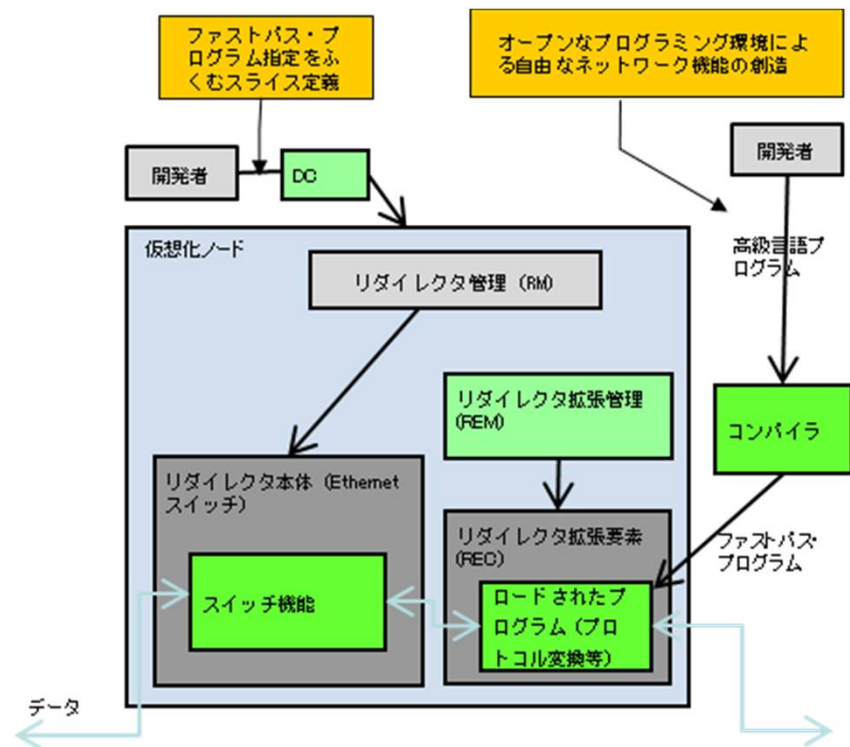 ファストパス・プ
ログラム指定をふ
くむスライス定義
オープンなプログラミング環境によ
る自由なネットワーク機能の創造
開発者
DC
開発者
仮想化ノード
高級言語プ
ログラム
リダイレクタ管理 (RM)
リダイレクタ拡張管理
(REM)
コンパイラ
リダイレクタ本体 (Ethernet
スイッチ)
リダイレクタ拡張要素
(REC)
ファストパス・
プログラム
スイッチ機能
ロードされたプ
ログラム (プロ
トコル変換等)
データ